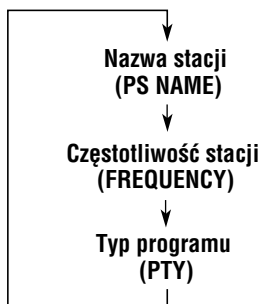 Nazwa stacji
(PS NAME)
Częstotliwość stacji
(FREQUENCY)
Typ programu
(PTY)